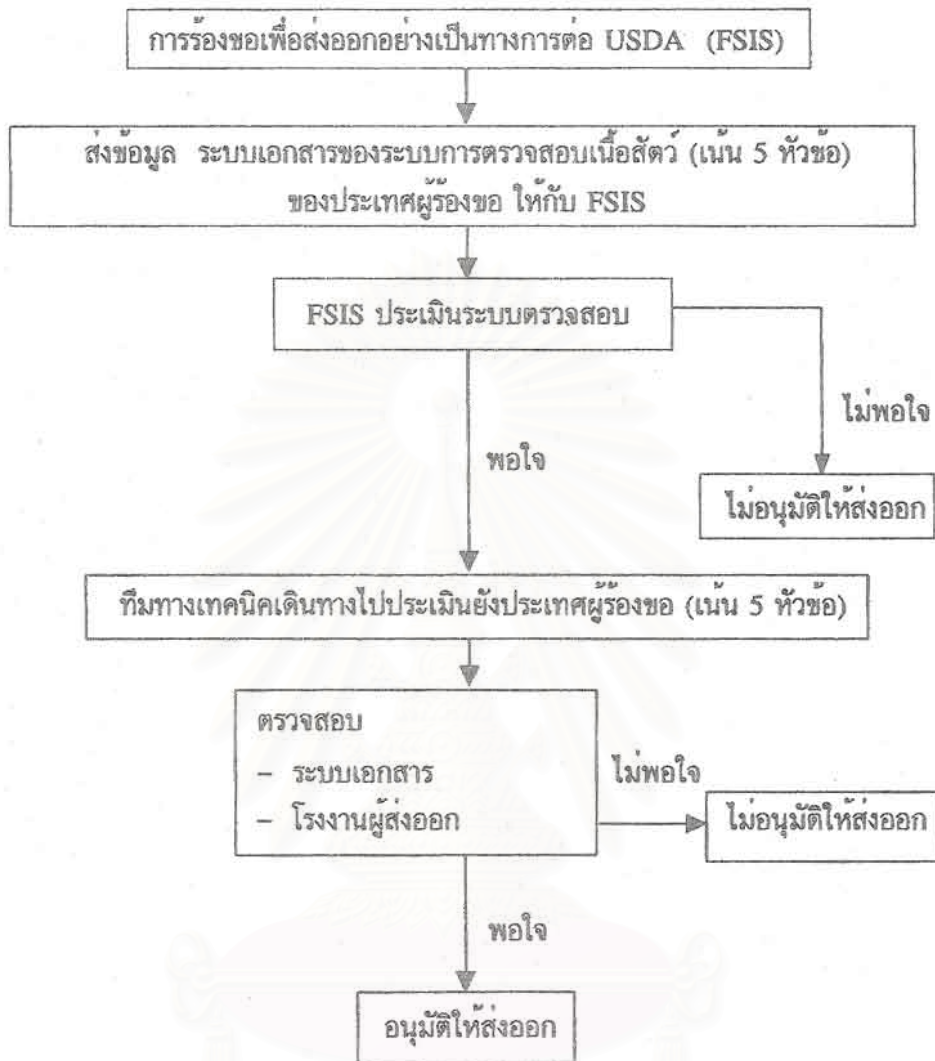 การร้องขอเพื่อส่งออกอย่างเป็นทางการต่อ USDA (FSIS)
ส่งข้อมูล ระบบเอกสารของระบบการตรวจสอบเนื้อสัตว์ (เน้น 5 หัวข้อ)
ของประเทศผู้ร้องขอ ให้กับ FSIS
FSIS ประเมินระบบตรวจสอบ
ไม่พอใจ
พอใจ
ไม่อนุมัติให้ส่งออก
ทีมทางเทคนิคเดินทางไปประเมินยังประเทศผู้ร้องขอ (เน้น 5 หัวข้อ)
ตรวจสอบ
– ระบบเอกสาร
– โรงงานผู้ส่งออก
ไม่พอใจ
ไม่อนุมัติให้ส่งออก
พอใจ
อนุมัติให้ส่งออก